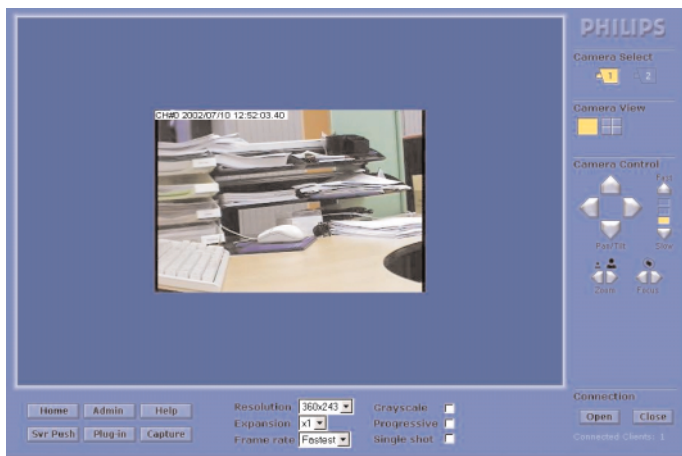 PHILIPS
Camera Select
1 2
Camera View
CH#0 2002/07/10 12:52:03.40
Camera Control
Fast
Pan/Tilt Slow
Zoom Focus
Connection
Open Close
Connected Clients: 1
Home Admin Help
Svr Push Plug-in Capture
Resolution 360x243
Expansion x1
Frame rate Fastest
Grayscale
Progressive
Single shot